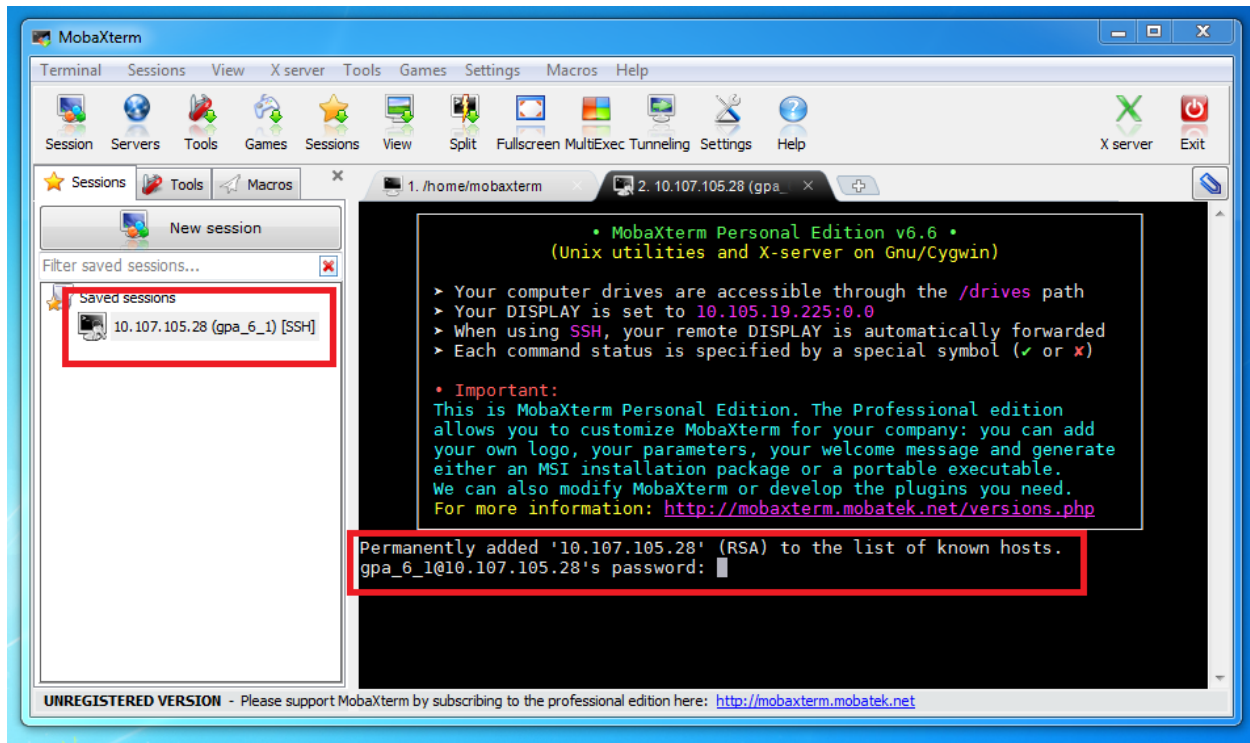 MobaXterm
Terminal Sessions View X server Tools Games Settings Macros Help
Session Servers Tools Games Sessions View Split Fullscreen MultiExec Tunneling Settings Help X server Exit
Sessions Tools Macros
1. /home/mobaxterm
2. 10.107.105.28 (gpa_
New session
Filter saved sessions...
Saved sessions
10.107.105.28 (gpa_6_1) [SSH]
• MobaXterm Personal Edition v6.6 •
(Unix utilities and X-server on Gnu/Cygwin)
➤ Your computer drives are accessible through the /drives path
➤ Your DISPLAY is set to 10.105.19.225:0.0
➤ When using SSH, your remote DISPLAY is automatically forwarded
➤ Each command status is specified by a special symbol (✔ or ✘)
• Important:
This is MobaXterm Personal Edition. The Professional edition
allows you to customize MobaXterm for your company: you can add
your own logo, your parameters, your welcome message and generate
either an MSI installation package or a portable executable.
We can also modify MobaXterm or develop the plugins you need.
For more information: http://mobaxterm.mobatek.net/versions.php
Permanently added '10.107.105.28' (RSA) to the list of known hosts.
gpa_6_1@10.107.105.28's password:
UNREGISTERED VERSION - Please support MobaXterm by subscribing to the professional edition here: http://mobaxterm.mobatek.net